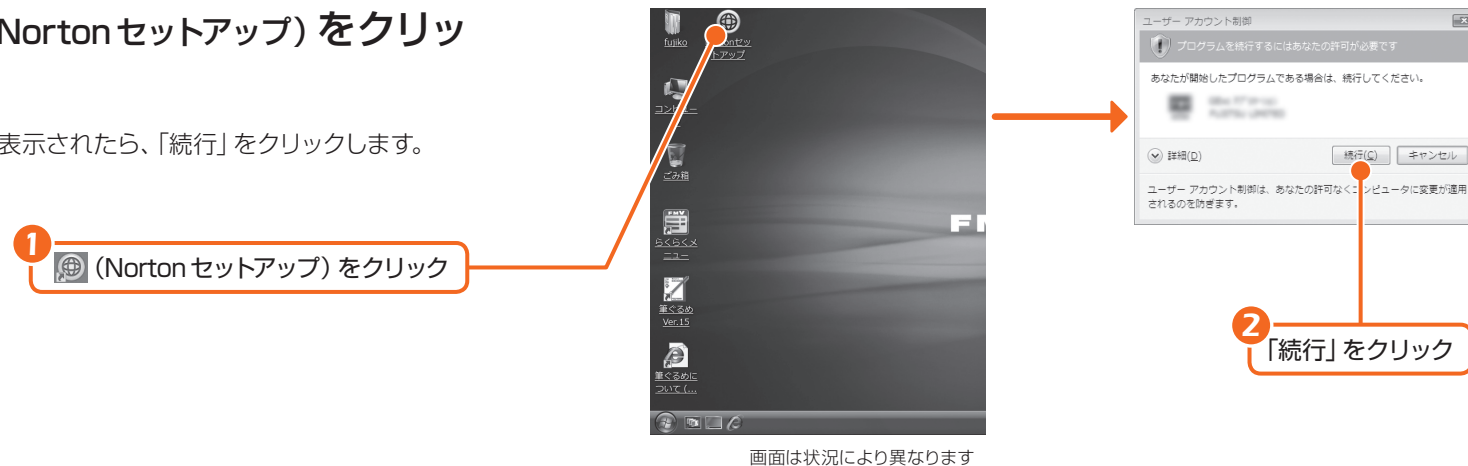 Norton セットアップ) をクリッ
表示されたら、「続行」をクリックします。
1
(Norton セットアップ) をクリック
fujiko
トアップ
ごみ箱
FMV
らくらくメ
ニュー
筆ぐるめ
Ver.15
筆ぐるめに
ついて (...
画面は状況により異なります
ユーザー アカウント制御
プログラムを続行するにはあなたの許可が必要です
あなたが開始したプログラムである場合は、続行してください。
詳細(D)
続行(C)
キャンセル
ユーザー アカウント制御は、あなたの許可なくコンピュータに変更が適用
されるのを防ぎます。
2
「続行」をクリック